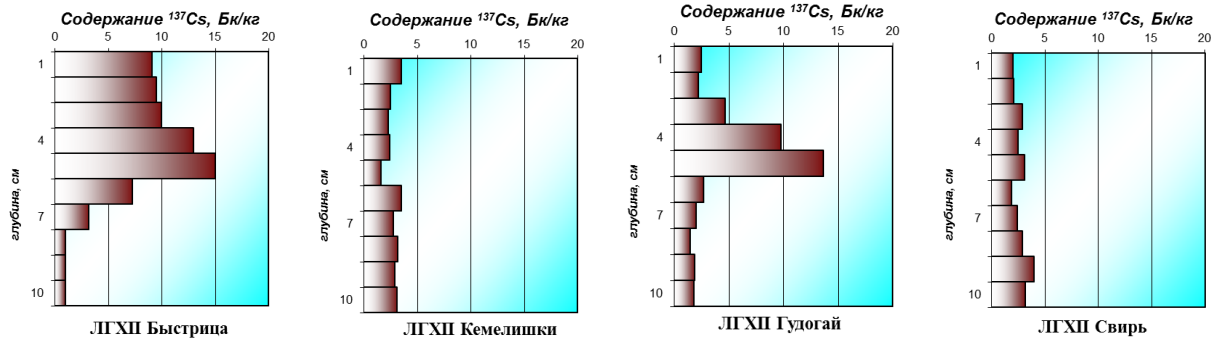 Содержание ¹³⁷Cs, Бк/кг
0 5 10 15 20
1
4
7
10
глубина, см
ЛГХП Быстрица
Содержание ¹³⁷Cs, Бк/кг
0 5 10 15 20
1
4
7
10
глубина, см
ЛГХП Кемелишки
Содержание ¹³⁷Cs, Бк/кг
0 5 10 15 20
1
4
7
10
глубина, см
ЛГХП Гудогай
Содержание ¹³⁷Cs, Бк/кг
0 5 10 15 20
1
4
7
10
глубина, см
ЛГХП Свирь